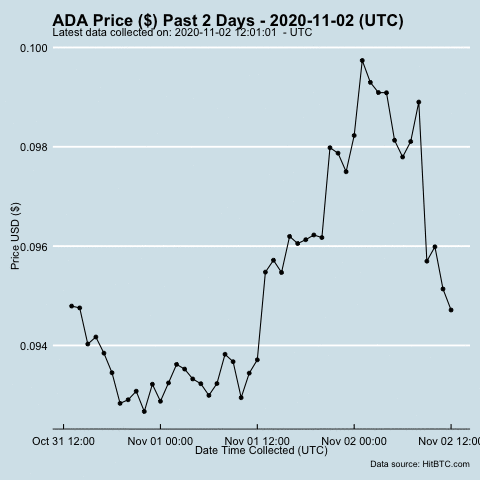 ADA Price ($) Past 2 Days - 2020-11-02 (UTC)
Latest data collected on: 2020-11-02 12:01:01 - UTC
0.100
0.098
0.096
0.094
Price USD ($)
Oct 31 12:00 Nov 01 00:00 Nov 01 12:00 Nov 02 00:00 Nov 02 12:00
Date Time Collected (UTC)
Data source: HitBTC.com